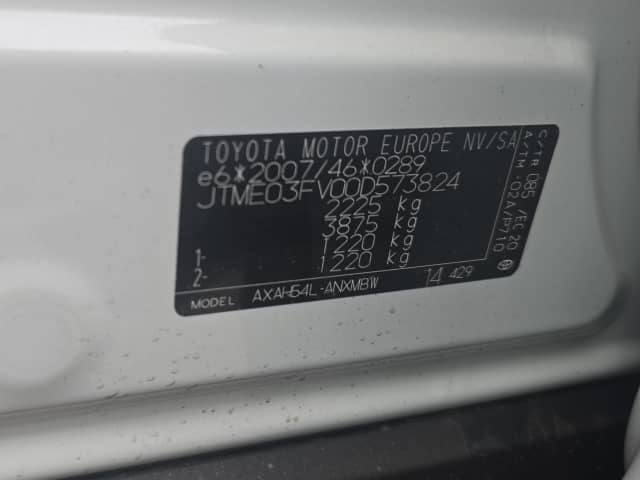 TOYOTA MOTOR EUROPE NV/SA
e6*2007/46*0289
JTME03FV00D573824
2225 kg
3875 kg
1- 1220 kg
2- 1220 kg
MODEL AXAH54L-ANXMBW 14 429
C/TR 085 /EC20
A/TM :02A/P710